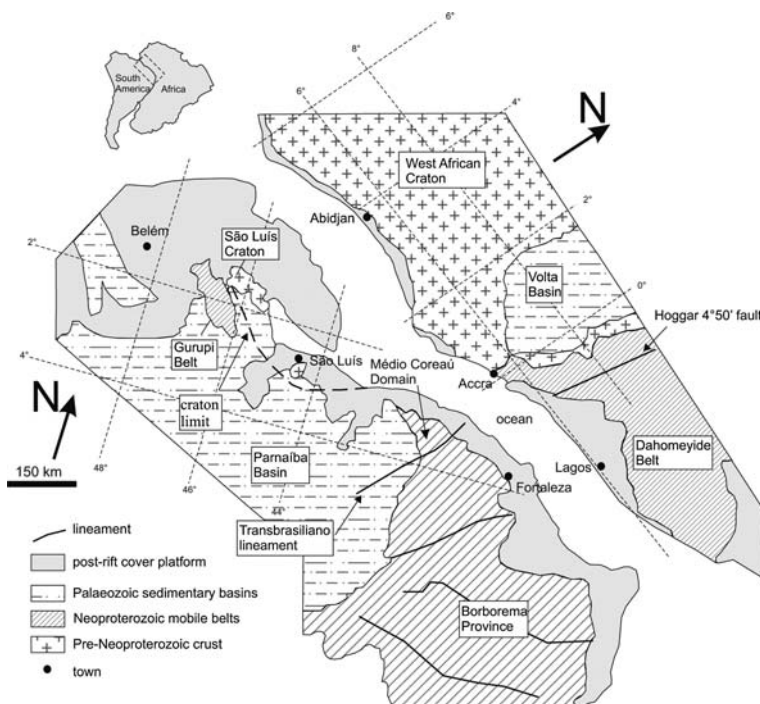 South
America
Africa
6°
8°
6°
4°
N
West African
Craton
Abidjan
2°
Belém
São Luís
Craton
2°
Volta
Basin
0°
Hoggar 4°50' fault
Gurupi
Belt
São Luís
Médio Coreaú
Domain
4°
Accra
craton
limit
N
ocean
Parnaíba
Basin
Lagos
Dahomeyide
Belt
150 km
48°
46°
44°
Fortaleza
Transbrasiliano
lineament
lineament
post-rift cover platform
Palaeozoic sedimentary basins
Neoproterozoic mobile belts
Pre-Neoproterozoic crust
town
Borborema
Province